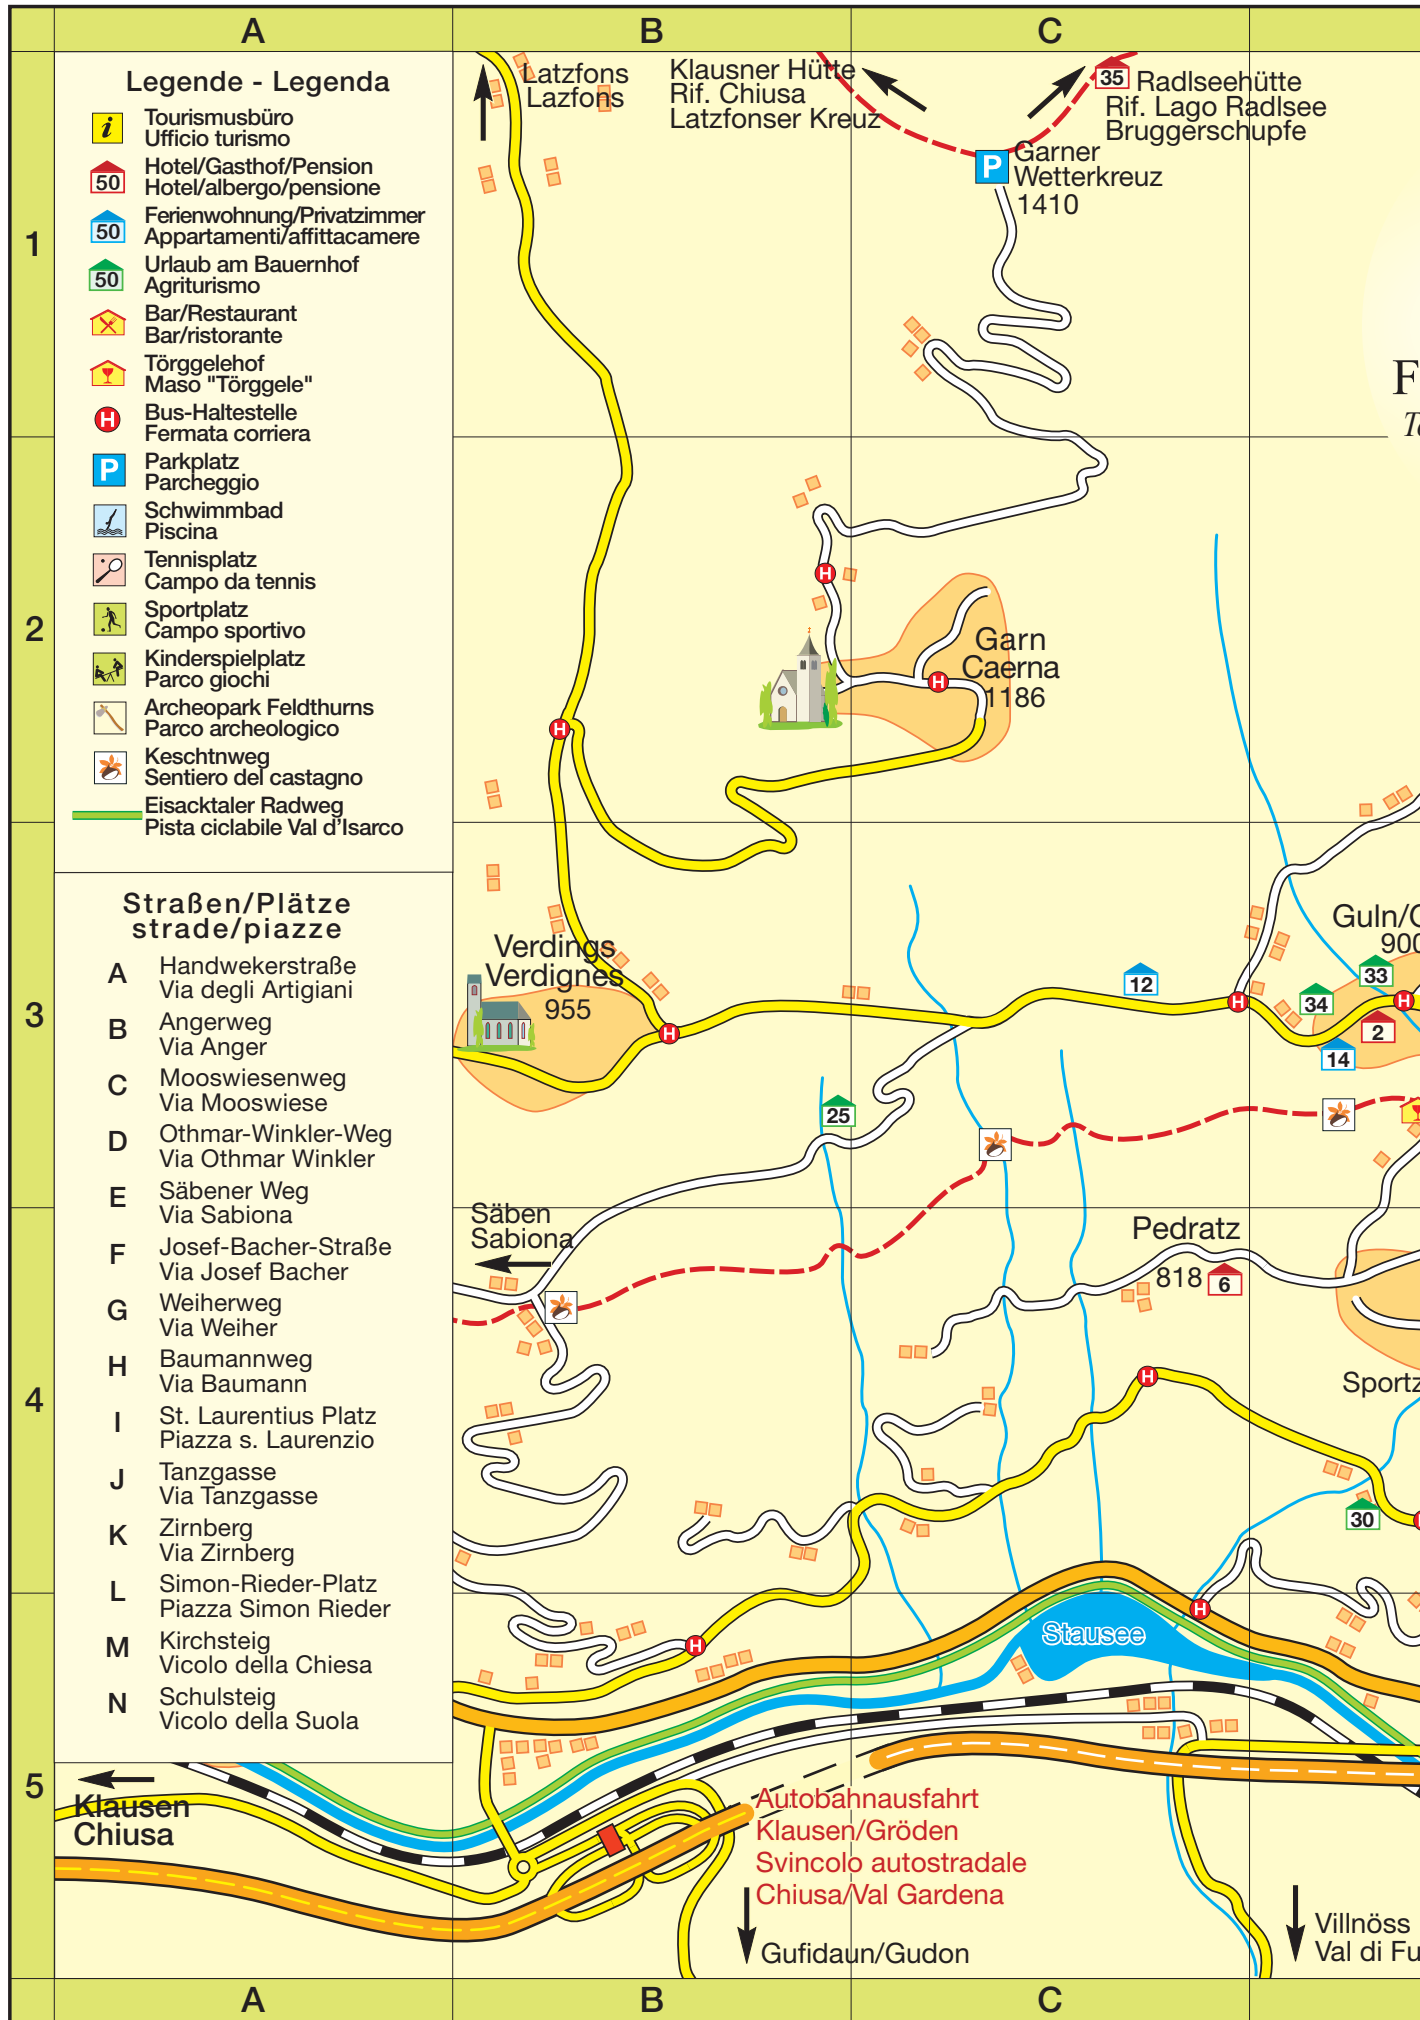 A
B
C
Legende - Legenda
i
Tourismusbüro
Ufficio turismo
50
Hotel/Gasthof/Pension
Hotel/albergo/pensione
50
Ferienwohnung/Privatzimmer
Appartamenti/affittacamere
50
Urlaub am Bauernhof
Agriturismo
Bar/Restaurant
Bar/ristorante
Törggelehof
Maso "Törggele"
H
Bus-Haltestelle
Fermata corriera
P
Parkplatz
Parcheggio
Schwimmbad
Piscina
Tennisplatz
Campo da tennis
Sportplatz
Campo sportivo
Kinderspielplatz
Parco giochi
Archeopark Feldthurns
Parco archeologico
Keschtnweg
Sentiero del castagno
Eisacktaler Radweg
Pista ciclabile Val d'Isarco
Straßen/Plätze
strade/piazze
A
Handwekerstraße
Via degli Artigiani
B
Angerweg
Via Anger
C
Mooswiesenweg
Via Mooswiese
D
Othmar-Winkler-Weg
Via Othmar Winkler
E
Säbener Weg
Via Sabiona
F
Josef-Bacher-Straße
Via Josef Bacher
G
Weiherweg
Via Weiher
H
Baumannweg
Via Baumann
I
St. Laurentius Platz
Piazza s. Laurenzio
J
Tanzgasse
Via Tanzgasse
K
Zirnberg
Via Zirnberg
L
Simon-Rieder-Platz
Piazza Simon Rieder
M
Kirchsteig
Vicolo della Chiesa
N
Schulsteig
Vicolo della Suola
1
2
3
4
5
Latzfons
Lazfons
Klausner Hütte
Rif. Chiusa
Latzfonser Kreuz
35
Radlseehütte
Rif. Lago Radlsee
Bruggerschupfe
P
Garner
Wetterkreuz
1410
F
H
Garn
Caerna
1186
H
H
Verdings
Verdignes
955
H
12
H
Guln/
900
33
34
H
2
14
25
Säben
Sabiona
Pedratz
818
6
H
Sportz
30
H
H
H
Stausee
Klausen
Chiusa
Autobahnausfahrt
Klausen/Gröden
Svincolo autostradale
Chiusa/Val Gardena
Gufidaun/Gudon
Villnöss
Val di Fu
A
B
C